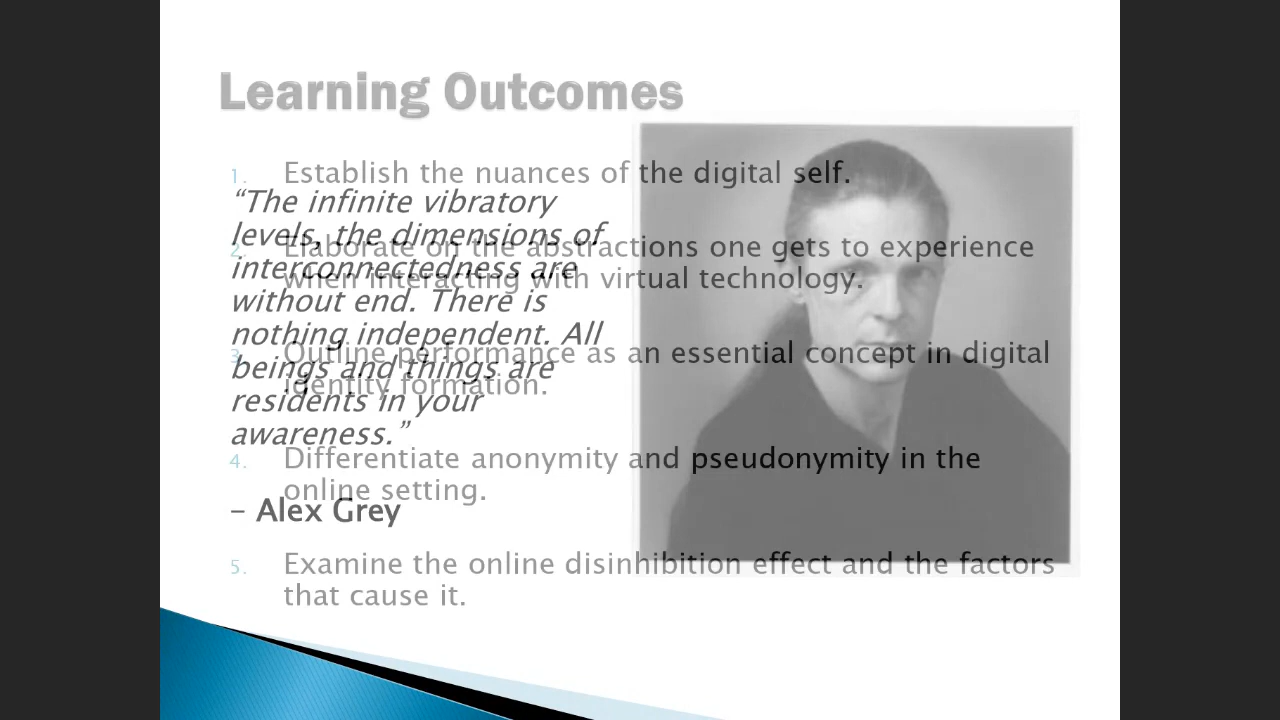 Learning Outcomes
1. Establish the nuances of the digital self.
2. Elaborate on the abstractions one gets to experience
when interacting with virtual technology.
3. Outline performance as an essential concept in digital
identity formation.
4. Differentiate anonymity and pseudonymity in the
online setting.
5. Examine the online disinhibition effect and the factors
that cause it.
“The infinite vibratory
levels, the dimensions of
interconnectedness are
without end. There is
nothing independent. All
beings and things are
residents in your
awareness.”
– Alex Grey